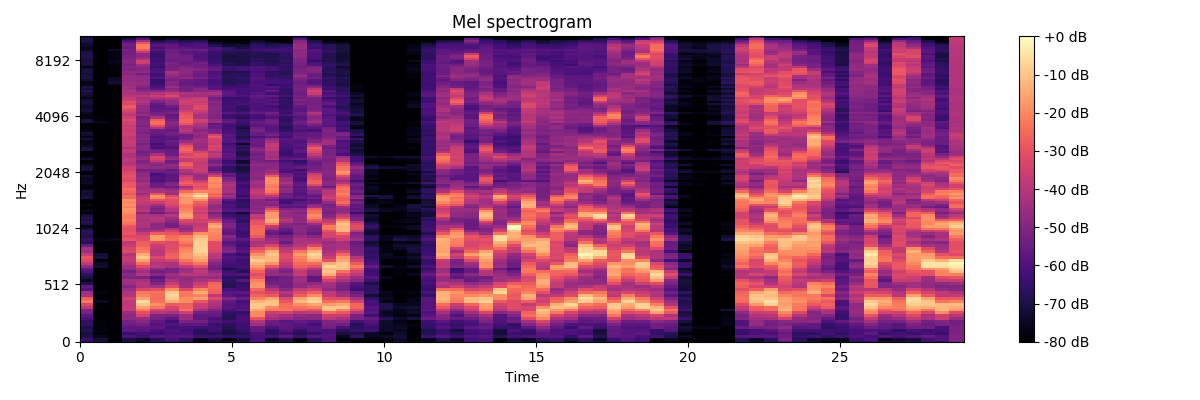 Mel spectrogram
Hz
8192
4096
2048
1024
512
0
0 5 10 15 20 25
Time
+0 dB
-10 dB
-20 dB
-30 dB
-40 dB
-50 dB
-60 dB
-70 dB
-80 dB